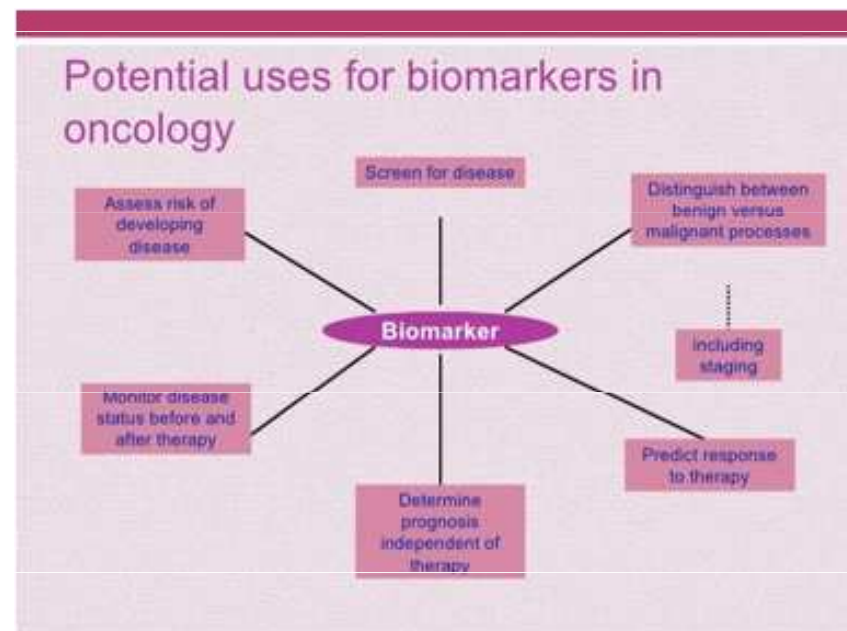 Potential uses for biomarkers in
oncology
Screen for disease
Assess risk of
developing
disease
Distinguish between
benign versus
malignant processes
Biomarker
including
staging
Monitor disease
status before and
after therapy
Predict response
to therapy
Determine
prognosis
independent of
therapy